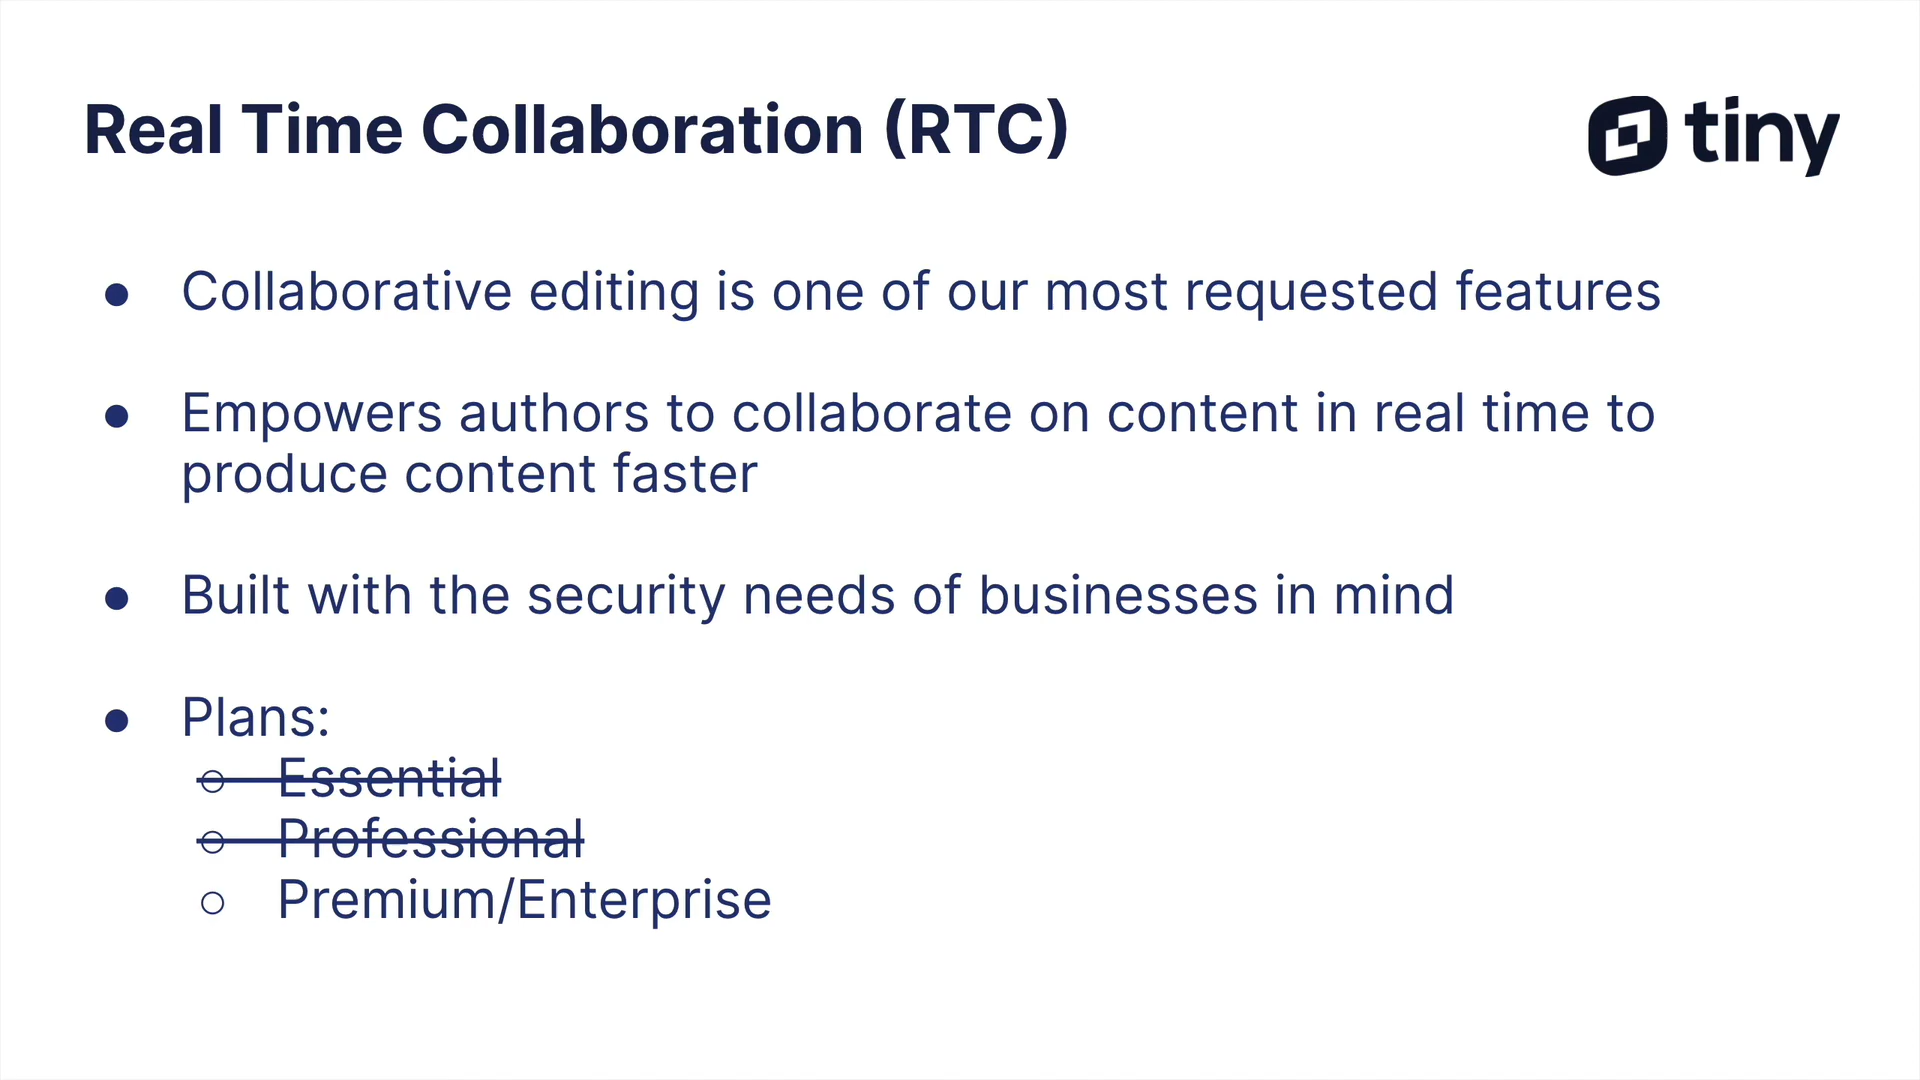 Real Time Collaboration (RTC)
tiny
● Collaborative editing is one of our most requested features
● Empowers authors to collaborate on content in real time to
produce content faster
● Built with the security needs of businesses in mind
● Plans:
○ Essential
○ Professional
○ Premium/Enterprise